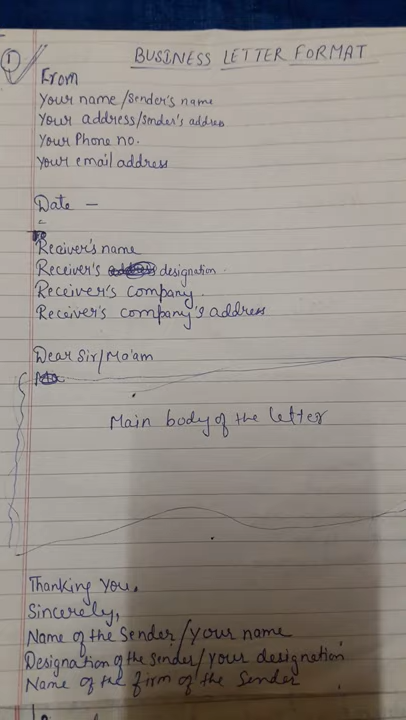 ①
BUSINESS LETTER FORMAT
From
Your name/Sender's name
Your address/Sender's address
Your Phone no.
Your email address
Date —
To
Receiver's name
Receiver's designation.
Receiver's Company.
Receiver's company's address
Dear Sir/Ma'am
Main body of the letter
Thanking You,
Sincerely,
Name of the Sender/your name
Designation of the sender/your designation
Name of the firm of the Sender